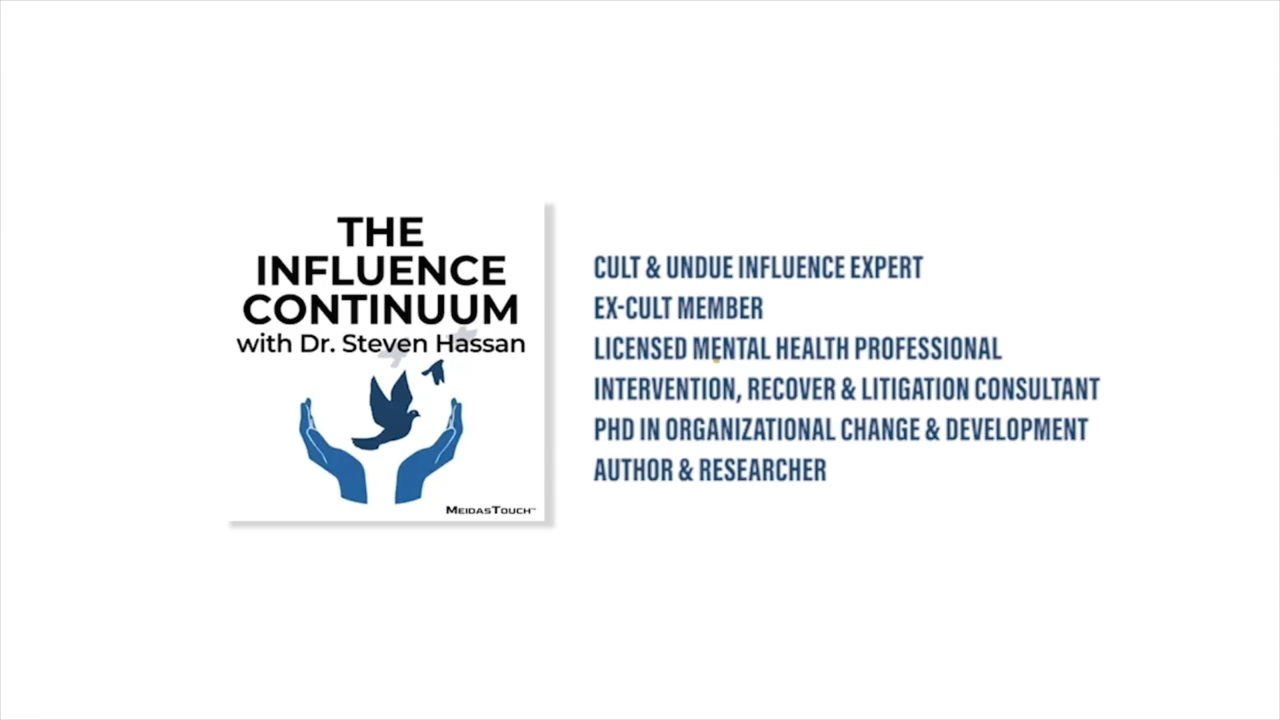 THE
INFLUENCE
CONTINUUM
with Dr. Steven Hassan
MEIDASTOUCH™
CULT & UNDUE INFLUENCE EXPERT
EX-CULT MEMBER
LICENSED MENTAL HEALTH PROFESSIONAL
INTERVENTION, RECOVER & LITIGATION CONSULTANT
PHD IN ORGANIZATIONAL CHANGE & DEVELOPMENT
AUTHOR & RESEARCHER